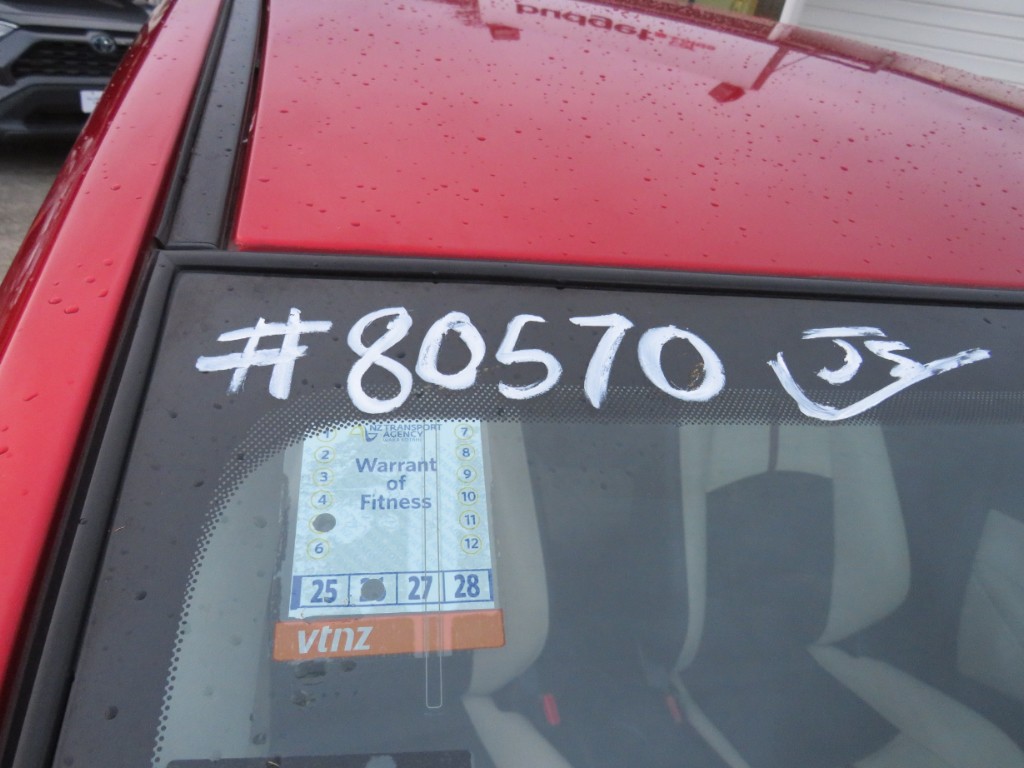 #80570 JS
NZ TRANSPORT
AGENCY
Warrant
of
Fitness
1
2
3
4
6
7
8
9
10
11
12
25 27 28
vtnz